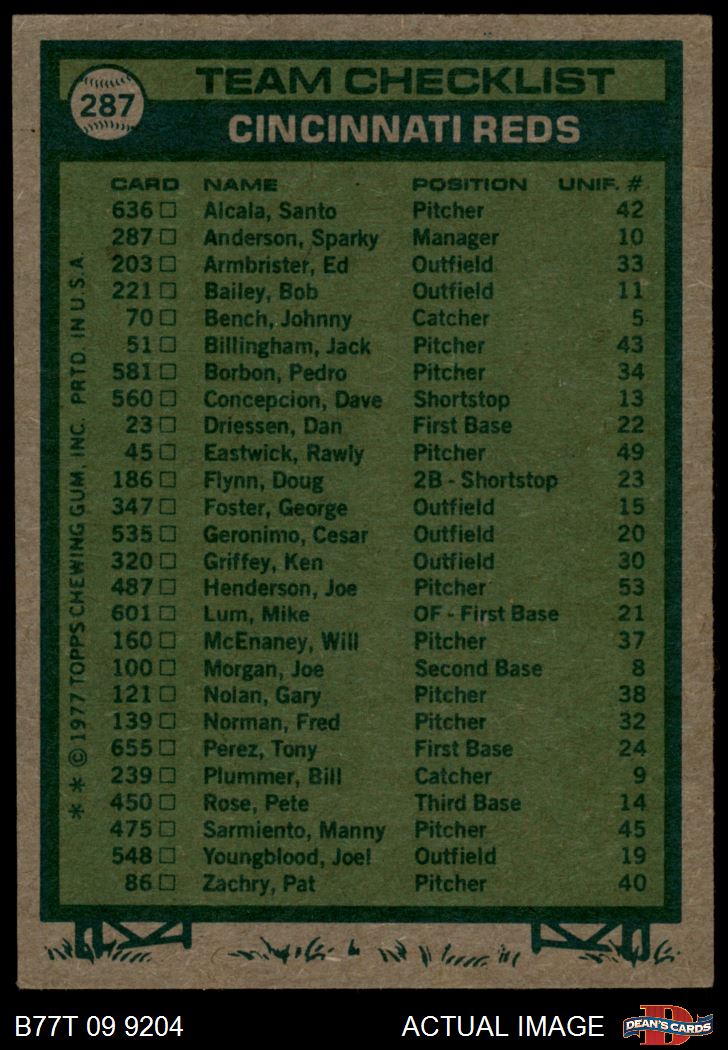 287
TEAM CHECKLIST
CINCINNATI REDS
CARD NAME POSITION UNIF. #
636 □ Alcala, Santo Pitcher 42
287 □ Anderson, Sparky Manager 10
203 □ Armbrister, Ed Outfield 33
221 □ Bailey, Bob Outfield 11
70 □ Bench, Johnny Catcher 5
51 □ Billingham, Jack Pitcher 43
581 □ Borbon, Pedro Pitcher 34
560 □ Concepcion, Dave Shortstop 13
23 □ Driessen, Dan First Base 22
45 □ Eastwick, Rawly Pitcher 49
186 □ Flynn, Doug 2B - Shortstop 23
347 □ Foster, George Outfield 15
535 □ Geronimo, Cesar Outfield 20
320 □ Griffey, Ken Outfield 30
487 □ Henderson, Joe Pitcher 53
601 □ Lum, Mike OF - First Base 21
160 □ McEnaney, Will Pitcher 37
100 □ Morgan, Joe Second Base 8
121 □ Nolan, Gary Pitcher 38
139 □ Norman, Fred Pitcher 32
655 □ Perez, Tony First Base 24
239 □ Plummer, Bill Catcher 9
450 □ Rose, Pete Third Base 14
475 □ Sarmiento, Manny Pitcher 45
548 □ Youngblood, Joel Outfield 19
86 □ Zachry, Pat Pitcher 40
* * © 1977 TOPPS CHEWING GUM, INC. PRTD. IN U.S.A.
B77T 09 9204 ACTUAL IMAGE
D
DEAN'S CARDS